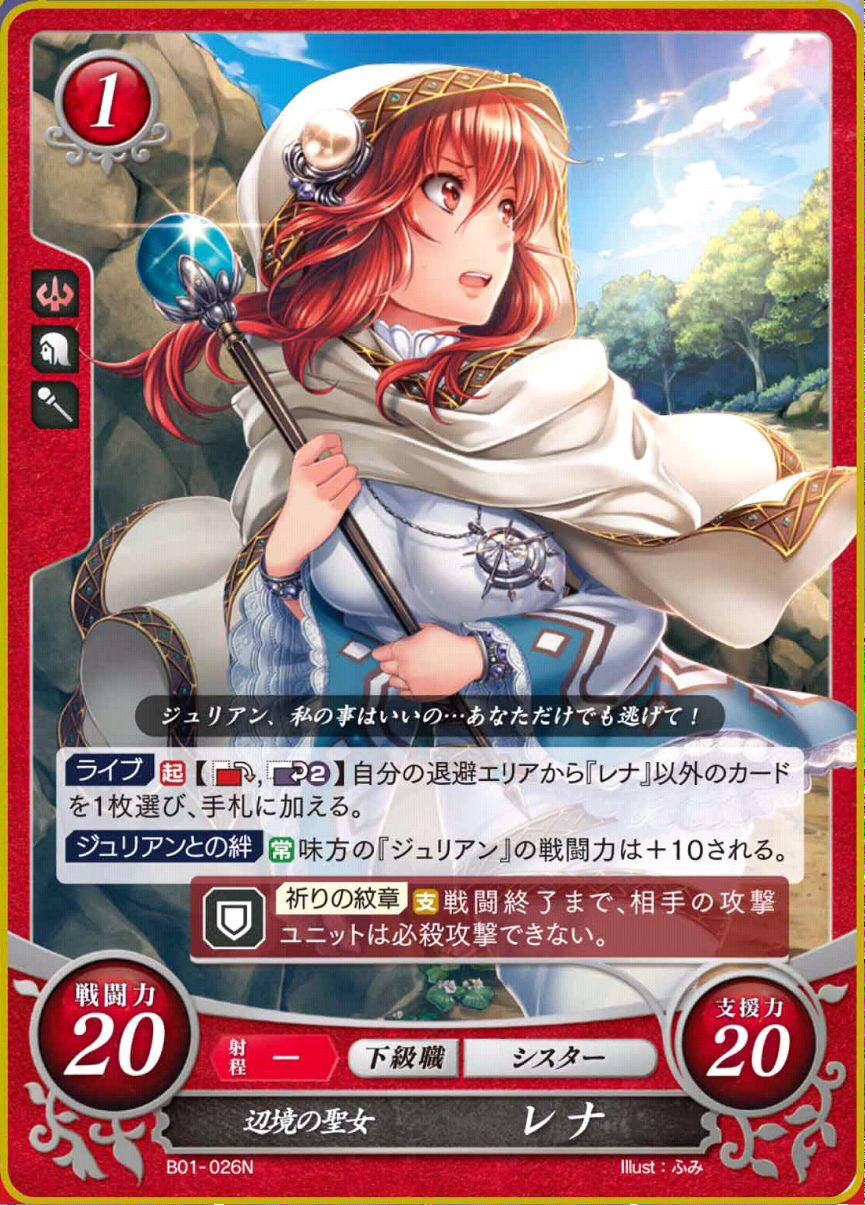 1
ジュリアン、私の事はいいの…あなただけでも逃げて！
ライブ 起 【 , 2】自分の退避エリアから『レナ』以外のカード
を1枚選び、手札に加える。
ジュリアンとの絆 常 味方の『ジュリアン』の戦闘力は＋10される。
祈りの紋章 支 戦闘終了まで、相手の攻撃
ユニットは必殺攻撃できない。
戦闘力
20
射程 —
下級職
シスター
支援力
20
辺境の聖女 レナ
B01-026N
Illust：ふみ